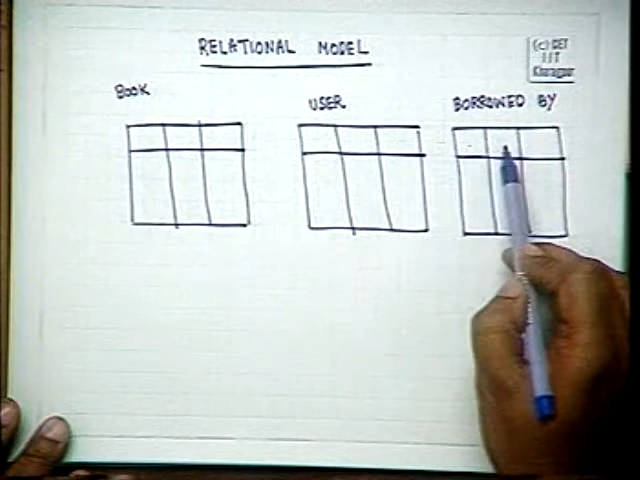 RELATIONAL MODEL
(c) CET
IIT
Kharagpur
BOOK
USER
BORROWED BY